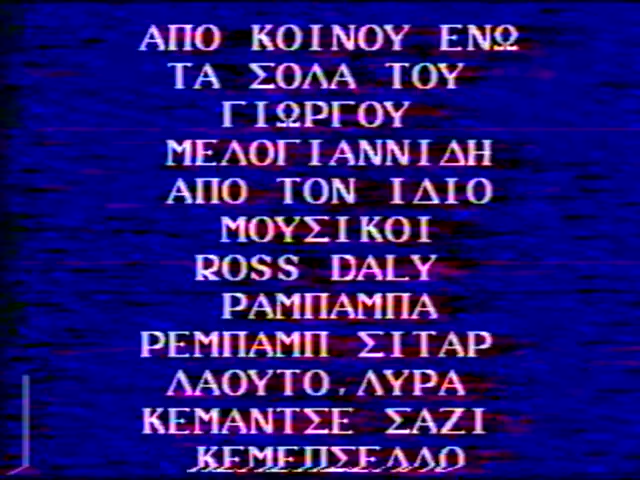 ΑΠΟ ΚΟΙΝΟΥ ΕΝΩ
ΤΑ ΣΟΛΑ ΤΟΥ
ΓΙΩΡΓΟΥ
ΜΕΛΟΓΙΑΝΝΙΔΗ
ΑΠΟ ΤΟΝ ΙΔΙΟ
ΜΟΥΣΙΚΟΙ
ROSS DALY
ΡΑΜΠΑΜΠΑ
ΡΕΜΠΑΜΠ ΣΙΤΑΡ
ΛΑΟΥΤΟ,ΛΥΡΑ
ΚΕΜΑΝΤΣΕ ΣΑΖΙ